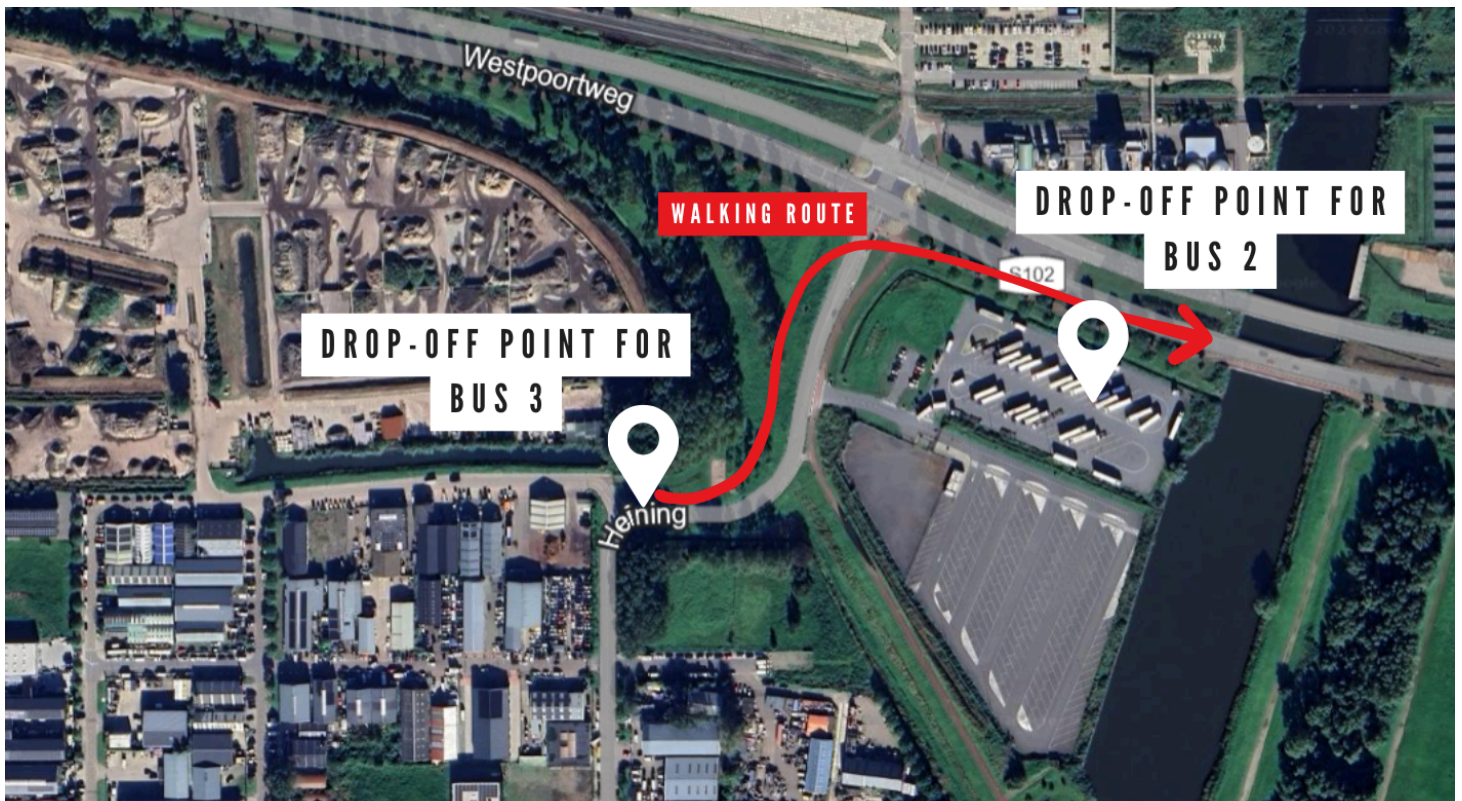 Westpoortweg
WALKING ROUTE
DROP-OFF POINT FOR
BUS 2
S102
DROP-OFF POINT FOR
BUS 3
Heining